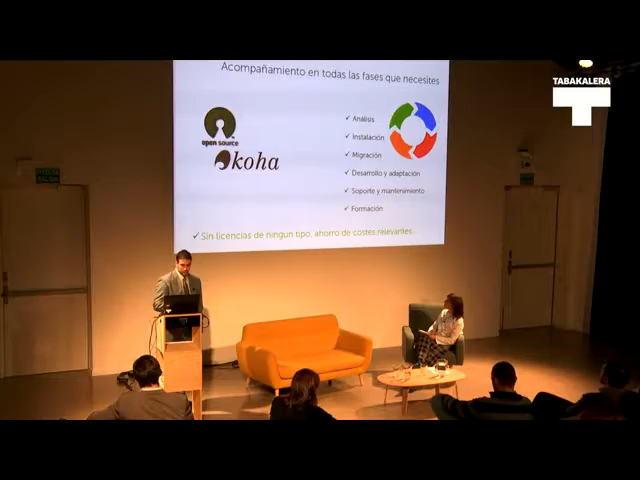 Acompañamiento en todas las fases que necesites
TABAKALERA
T
open source
koha
✓ Análisis
✓ Instalación
✓ Migración
✓ Desarrollo y adaptación
✓ Soporte y mantenimiento
✓ Formación
✓ Sin licencias de ningun tipo, ahorro de costes relevantes